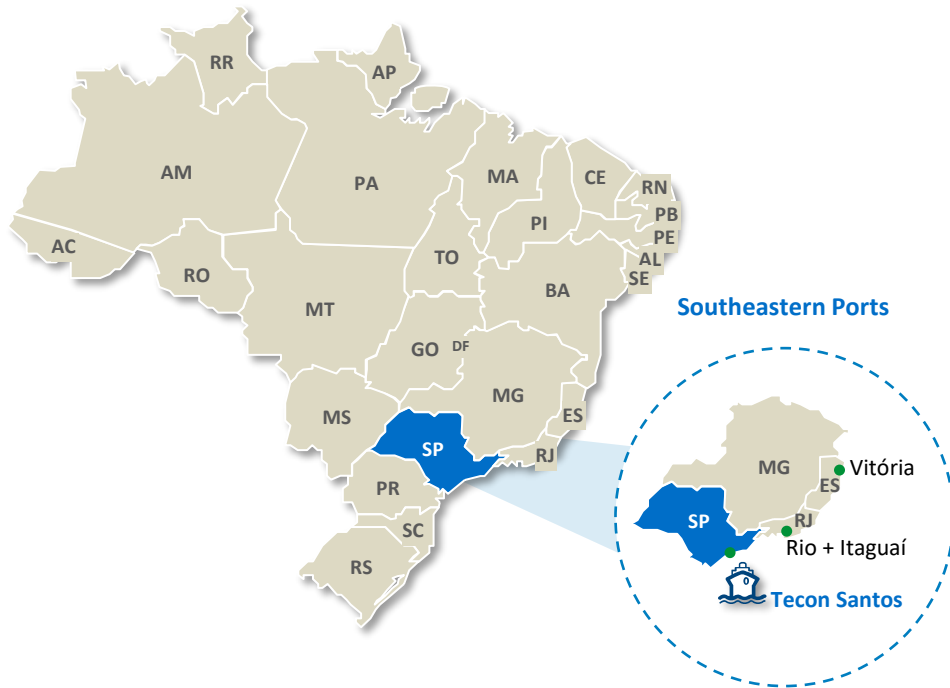 RR
AP
AM
PA
MA
CE
RN
PI
PB
PE
AC
TO
AL
RO
SE
BA
MT
Southeastern Ports
GO
DF
MG
MS
ES
SP
RJ
PR
SC
RS
MG
Vitória
ES
SP
RJ
Rio + Itaguaí
0
Tecon Santos